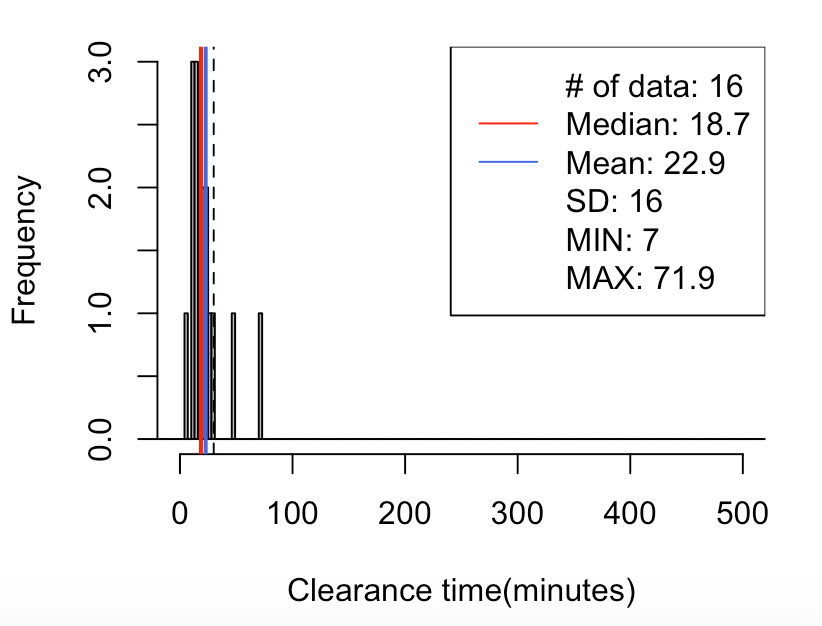 3.0
2.0
1.0
0.0
Frequency
# of data: 16
Median: 18.7
Mean: 22.9
SD: 16
MIN: 7
MAX: 71.9
0 100 200 300 400 500
Clearance time(minutes)